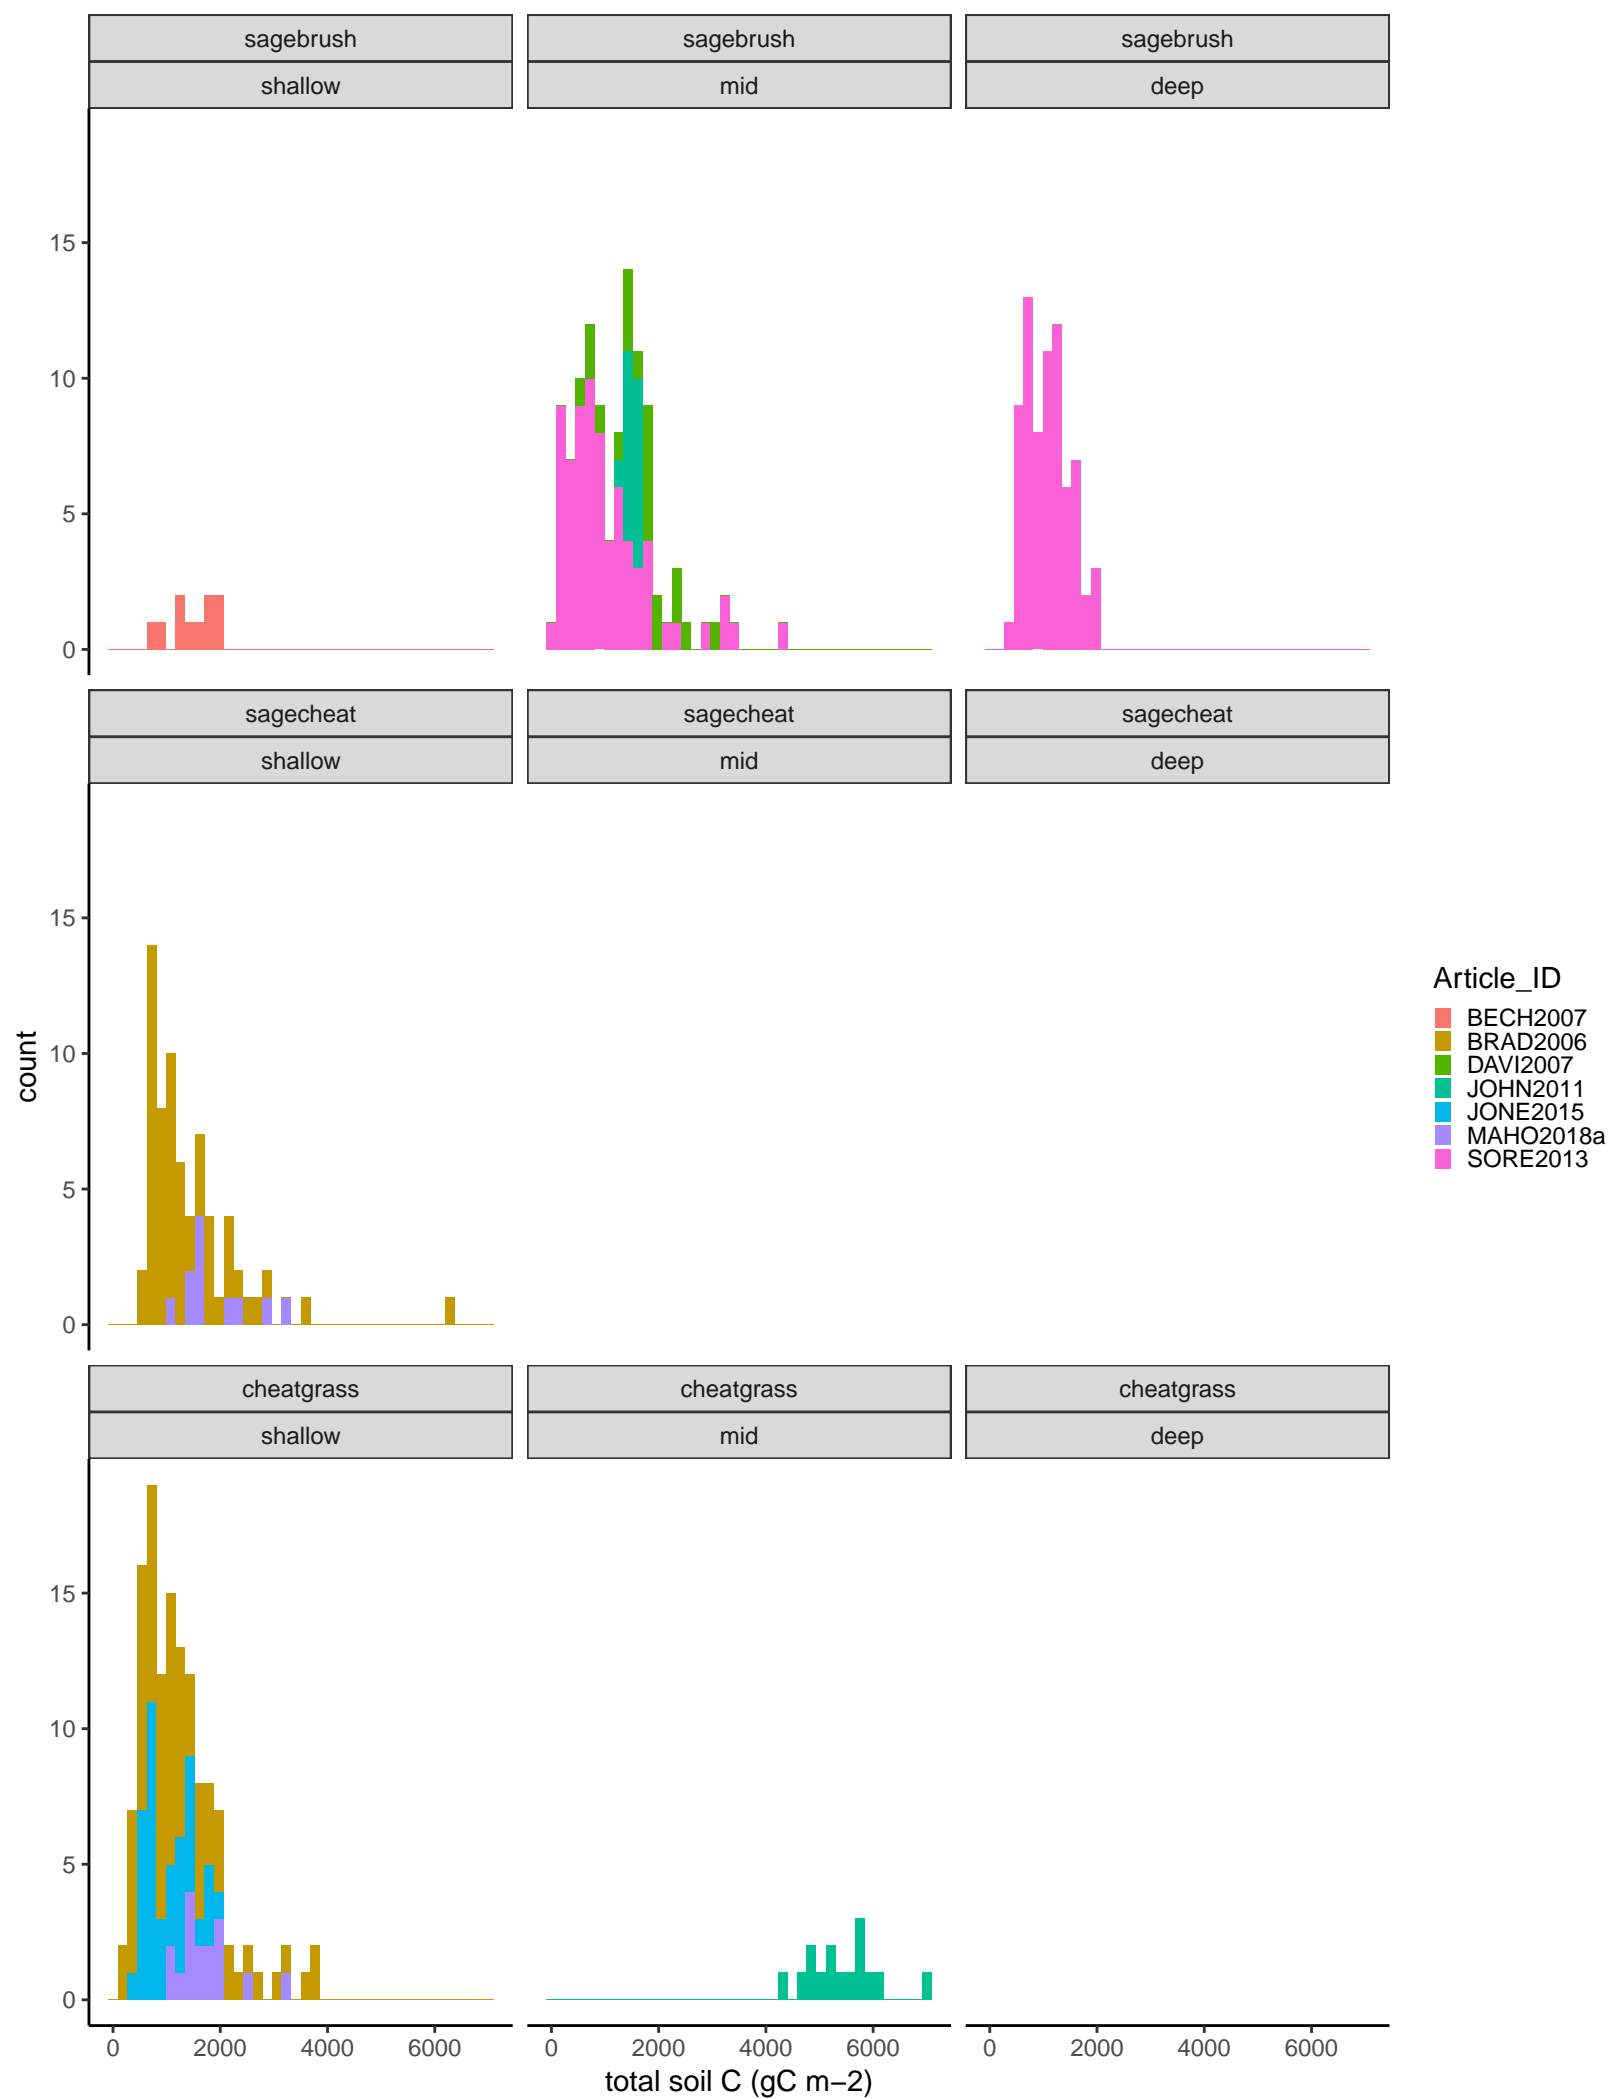 sagebrush sagebrush sagebrush
shallow mid deep
15
10
5
0
sagecheat sagecheat sagecheat
shallow mid deep
15
10
5
0
cheatgrass cheatgrass cheatgrass
shallow mid deep
15
10
5
0
0 2000 4000 6000 0 2000 4000 6000 0 2000 4000 6000
total soil C (gC m−2)
count
Article_ID
BECH2007
BRAD2006
DAVI2007
JOHN2011
JONE2015
MAHO2018a
SORE2013